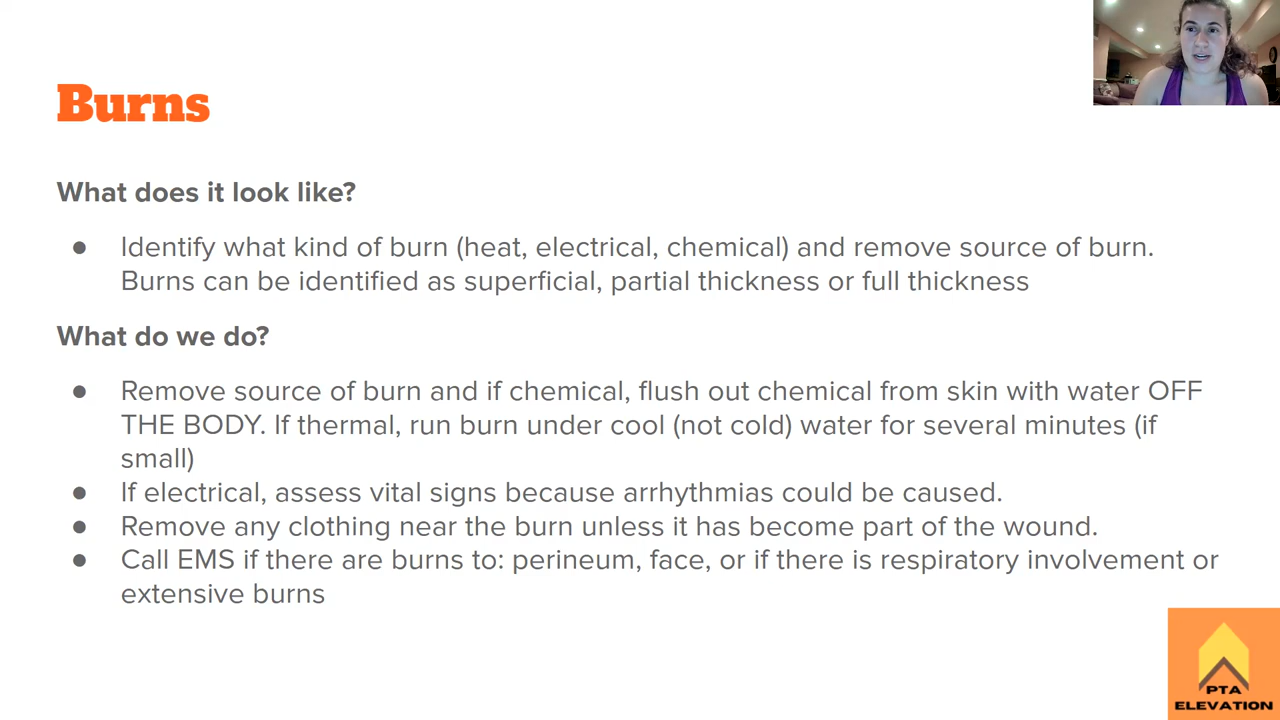 Burns
What does it look like?
● Identify what kind of burn (heat, electrical, chemical) and remove source of burn.
Burns can be identified as superficial, partial thickness or full thickness
What do we do?
● Remove source of burn and if chemical, flush out chemical from skin with water OFF
THE BODY. If thermal, run burn under cool (not cold) water for several minutes (if
small)
● If electrical, assess vital signs because arrhythmias could be caused.
● Remove any clothing near the burn unless it has become part of the wound.
● Call EMS if there are burns to: perineum, face, or if there is respiratory involvement or
extensive burns
PTA
ELEVATION